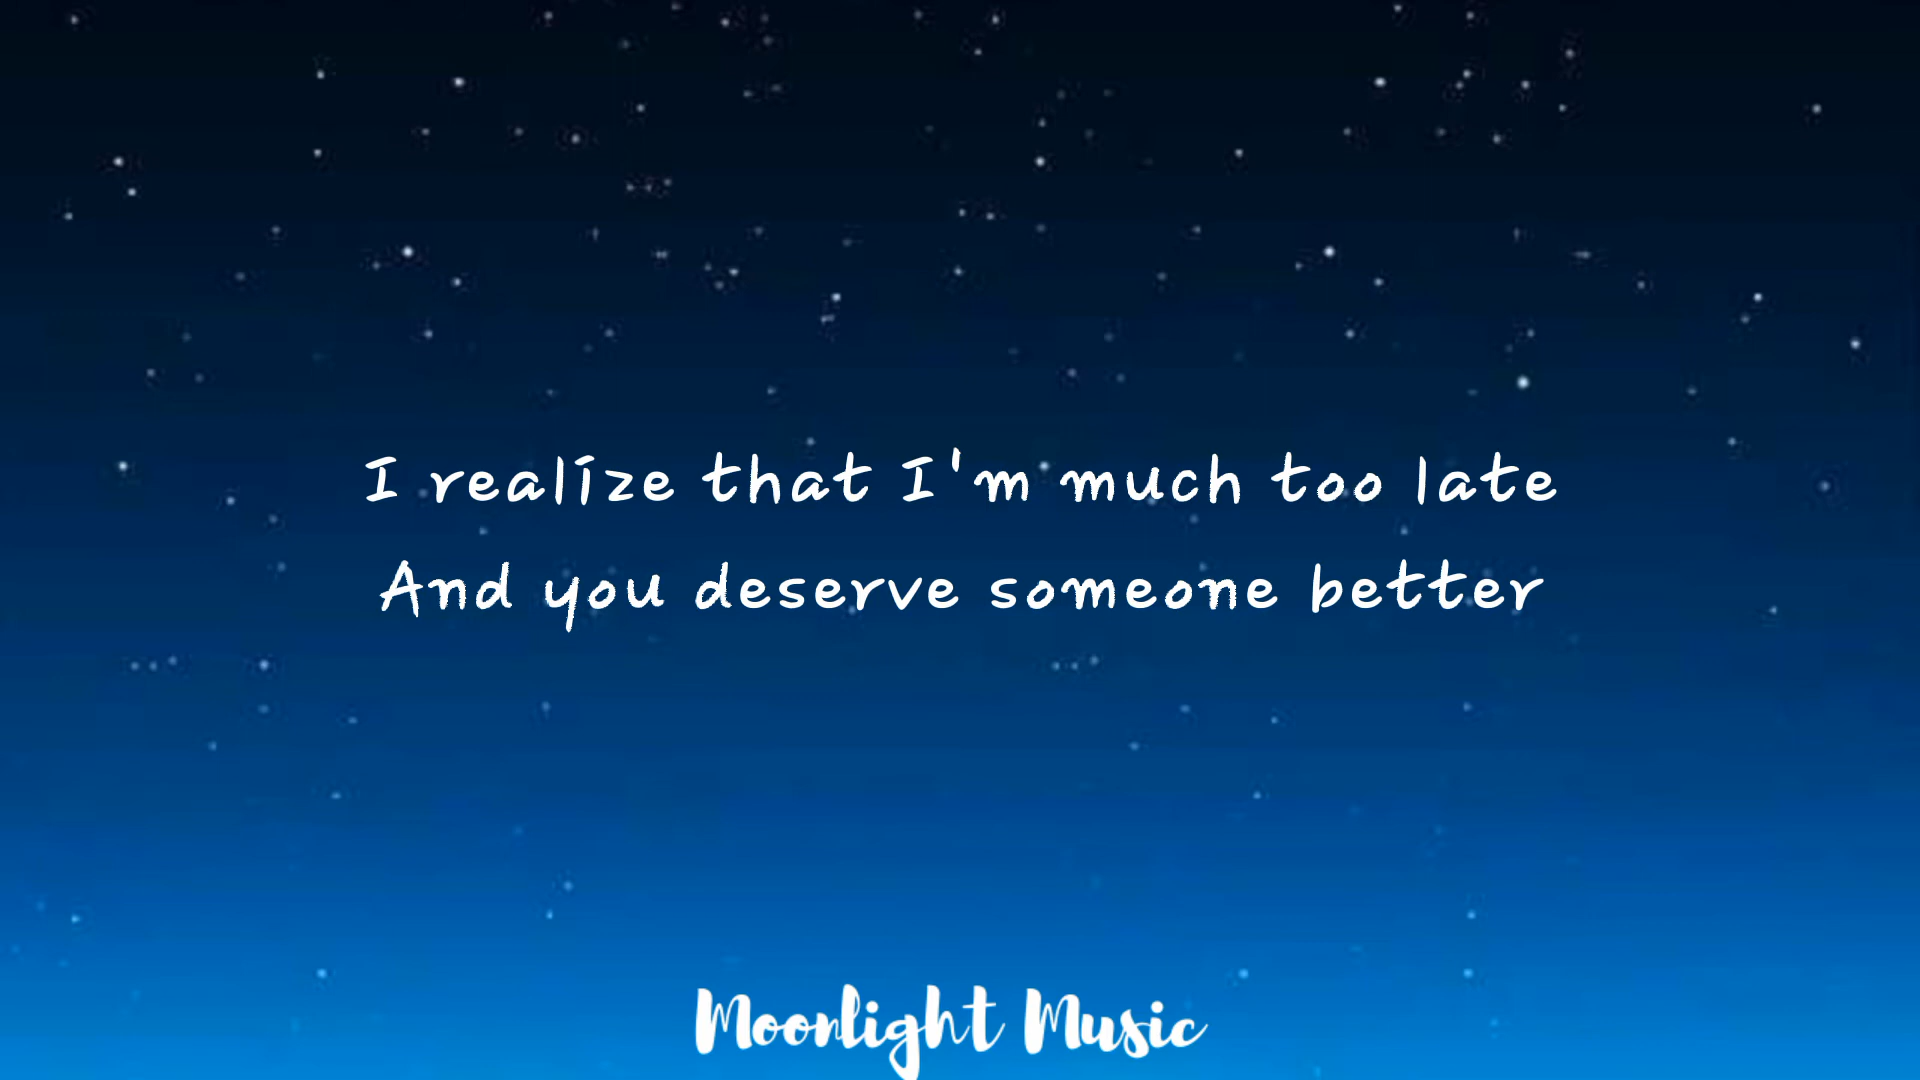 I realize that I'm much too late
And you deserve someone better
Moonlight Music